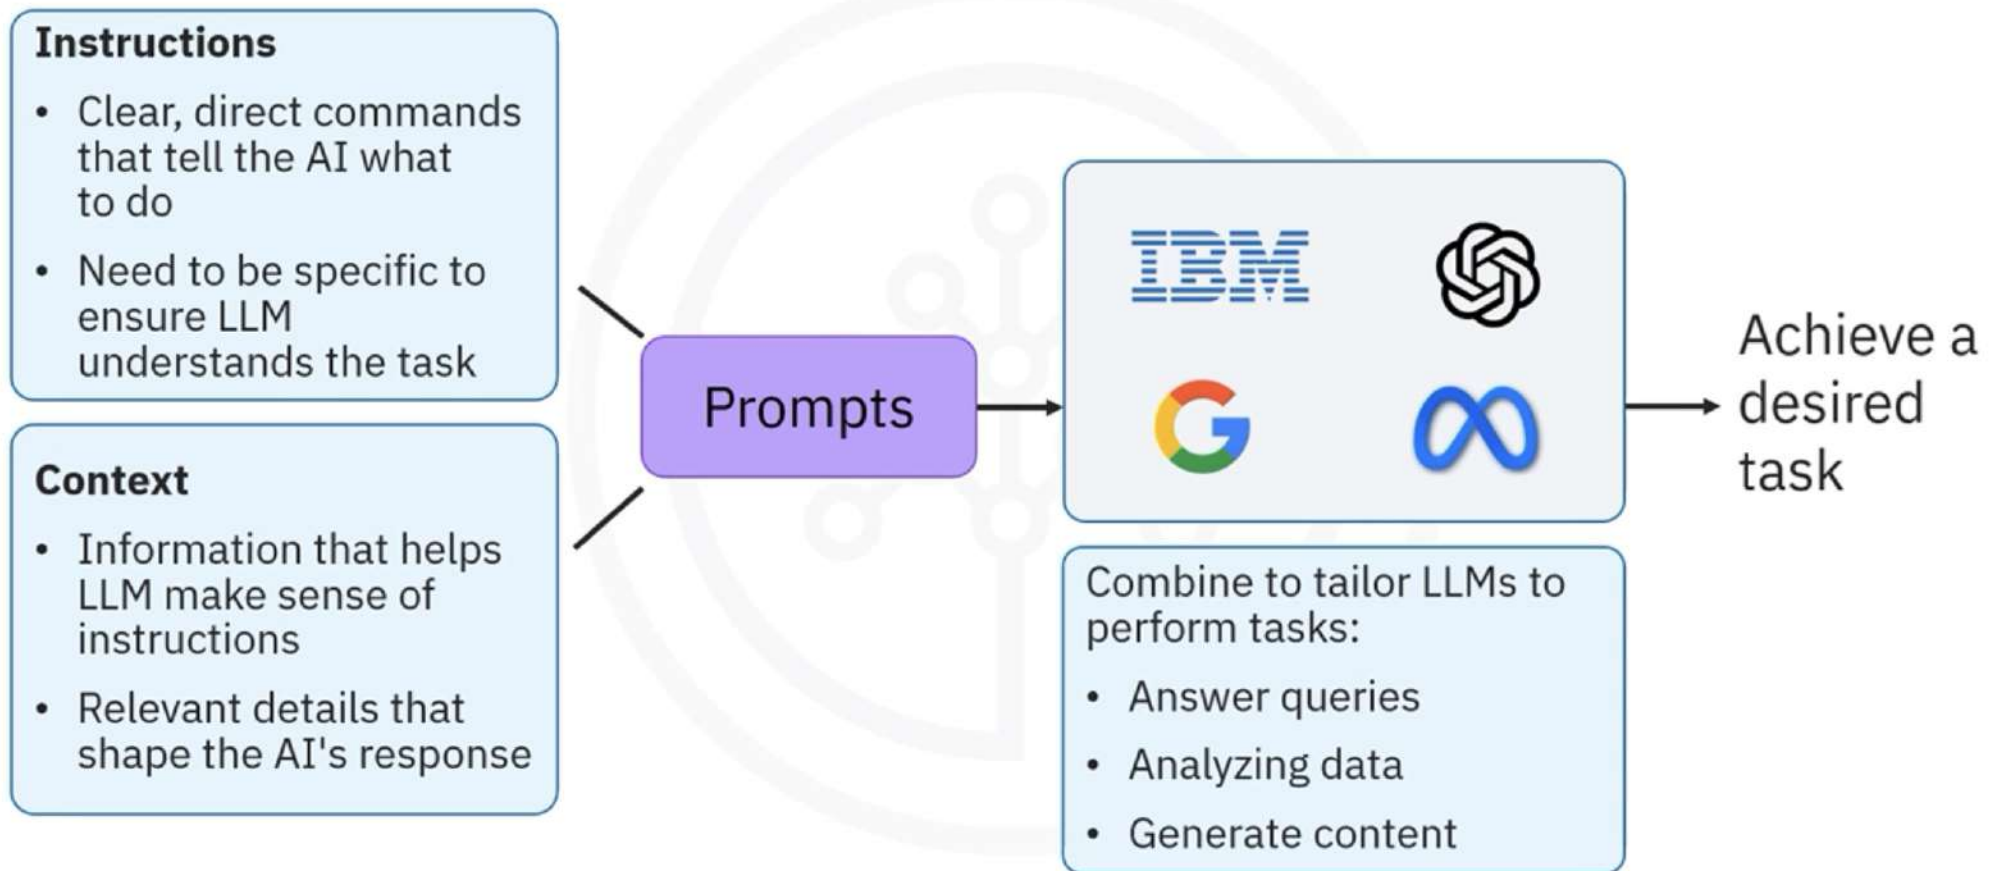 Instructions
• Clear, direct commands
that tell the AI what
to do
• Need to be specific to
ensure LLM
understands the task
Context
• Information that helps
LLM make sense of
instructions
• Relevant details that
shape the AI's response
Prompts
IBM
G
Combine to tailor LLMs to
perform tasks:
• Answer queries
• Analyzing data
• Generate content
Achieve a
desired
task